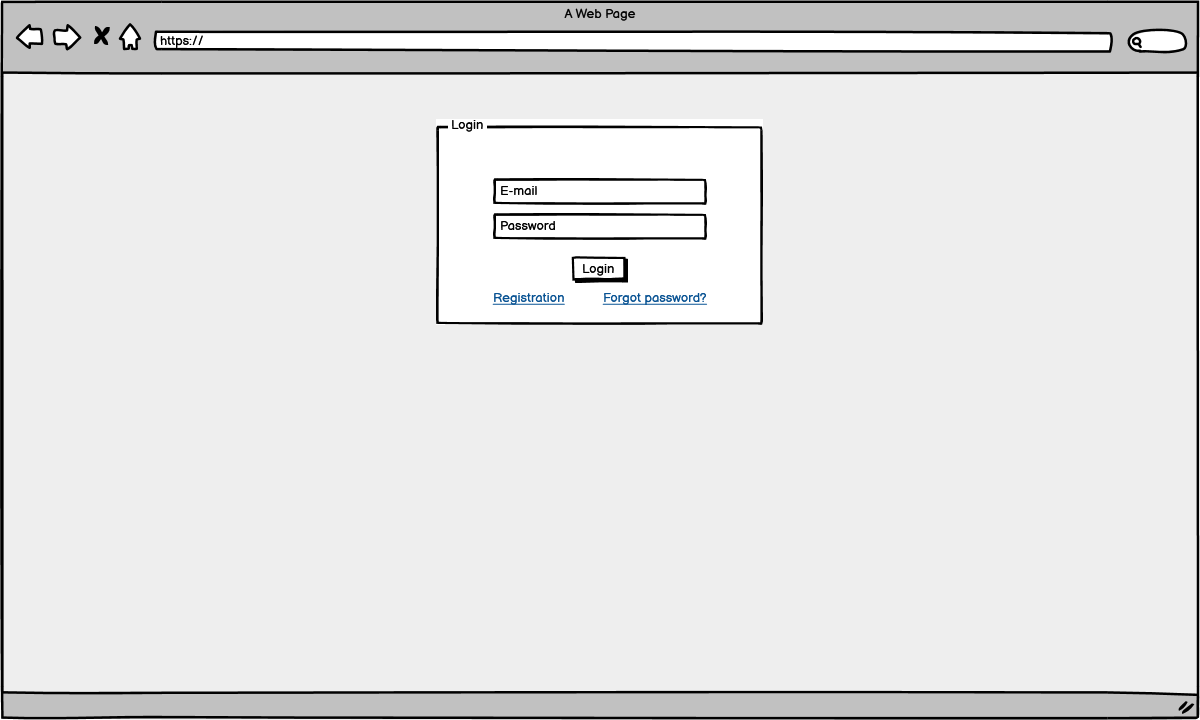 A Web Page
https://
Login
E-mail
Password
Login
Registration Forgot password?